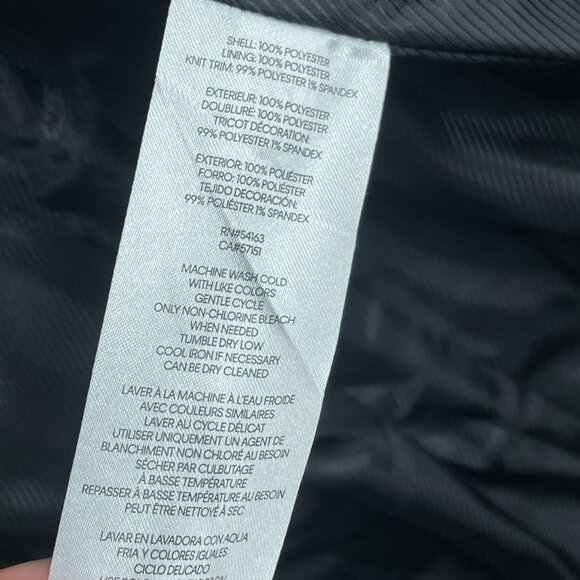 SHELL: 100% POLYESTER
LINING: 100% POLYESTER
KNIT TRIM: 99% POLYESTER 1% SPANDEX
EXTERIEUR: 100% POLYESTER
DOUBLURE: 100% POLYESTER
TRICOT DÉCORATION:
99% POLYESTER 1% SPANDEX
EXTERIOR: 100% POLIÉSTER
FORRO: 100% POLIÉSTER
TEJIDO DECORACIÓN:
99% POLIÉSTER 1% SPANDEX
RN#54163
CA#57151
MACHINE WASH COLD
WITH LIKE COLORS
GENTLE CYCLE
ONLY NON-CHLORINE BLEACH
WHEN NEEDED
TUMBLE DRY LOW
COOL IRON IF NECESSARY
CAN BE DRY CLEANED
LAVER À LA MACHINE À L'EAU FROIDE
AVEC COULEURS SIMILAIRES
LAVER AU CYCLE DÉLICAT
UTILISER UNIQUEMENT UN AGENT DE
BLANCHIMENT NON CHLORÉ AU BESOIN
SÉCHER PAR CULBUTAGE
À BASSE TEMPÉRATURE
REPASSER À BASSE TEMPÉRATURE AU BESOIN
PEUT ÊTRE NETTOYÉ À SEC
LAVAR EN LAVADORA CON AQUA
FRIA Y COLORES IGUALES
CICLO DELICADO